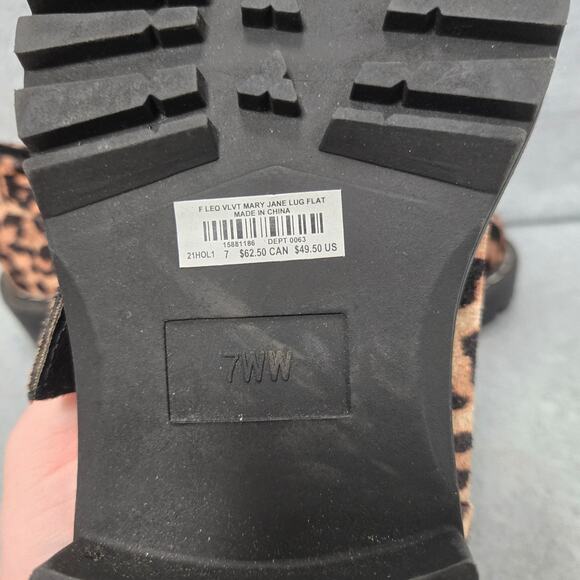 F LEO VLVT MARY JANE LUG FLAT
MADE IN CHINA
15881186 DEPT 0063
21HOL1 7 $62.50 CAN $49.50 US
7WW